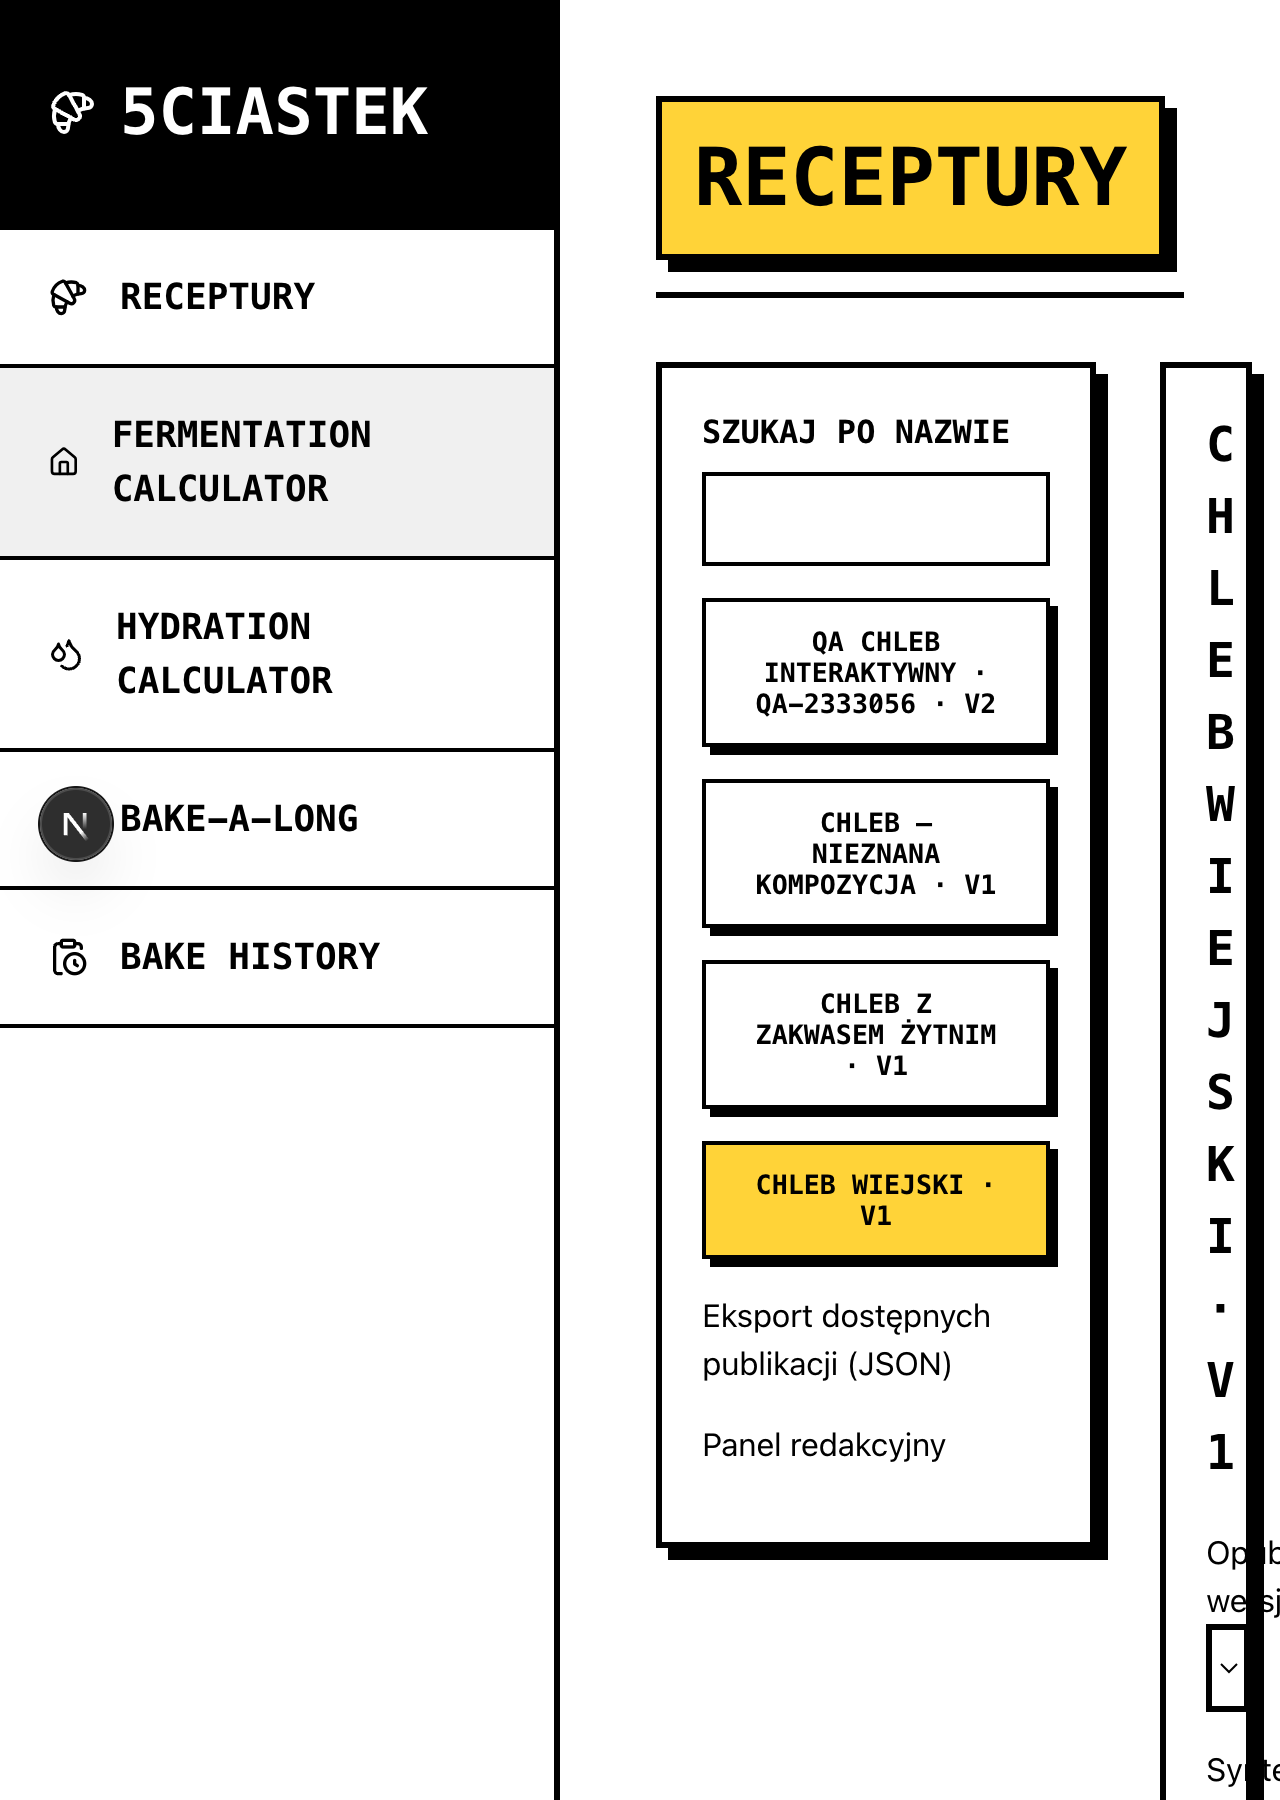 5CIASTEK
RECEPTURY
FERMENTATION
CALCULATOR
HYDRATION
CALCULATOR
N
BAKE-A-LONG
BAKE HISTORY
RECEPTURY
SZUKAJ PO NAZWIE
QA CHLEB
INTERAKTYWNY ·
QA-2333056 · V2
CHLEB –
NIEZNANA
KOMPOZYCJA · V1
CHLEB Z
ZAKWASEM ŻYTNIM
· V1
CHLEB WIEJSKI ·
V1
Eksport dostępnych
publikacji (JSON)
Panel redakcyjny
C
H
L
E
B
W
I
E
J
S
K
I
·
V
1